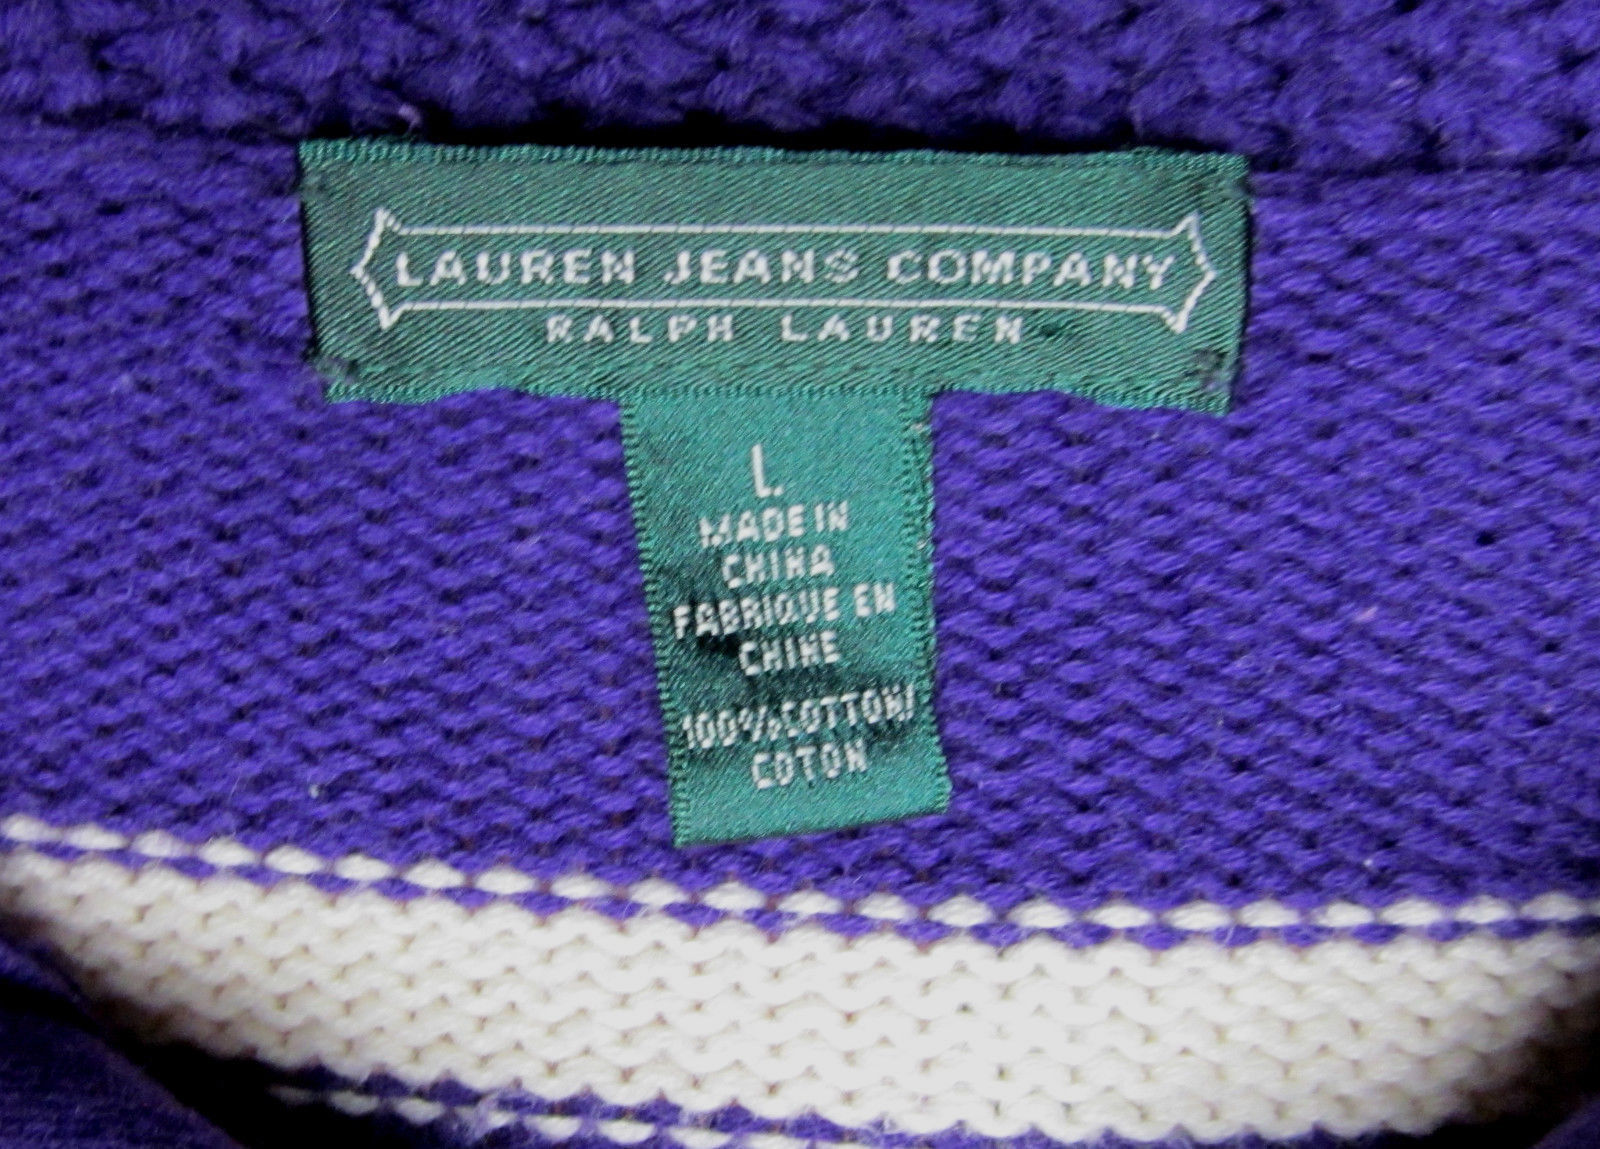 LAUREN JEANS COMPANY
RALPH LAUREN
L
MADE IN
CHINA
FABRIQUE EN
CHINE
100%COTTON/
COTON